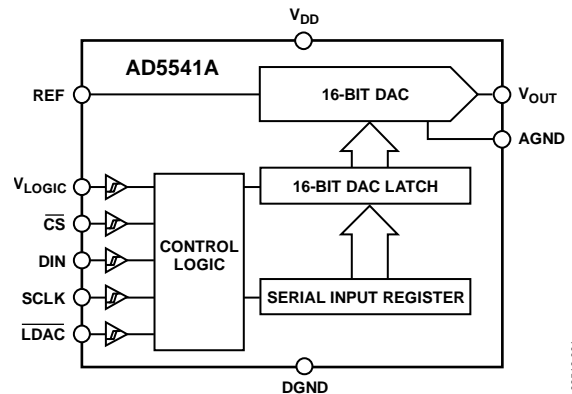 VDD
AD5541A
REF
16-BIT DAC
VOUT
AGND
VLOGIC
16-BIT DAC LATCH
CS
CONTROL
LOGIC
DIN
SCLK
SERIAL INPUT REGISTER
LDAC
DGND